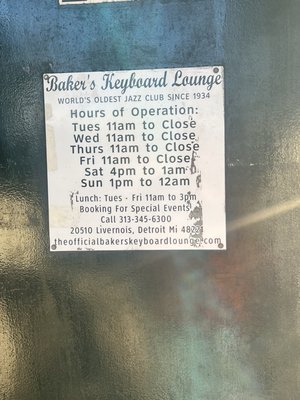 Baker's Keyboard Lounge
WORLD'S OLDEST JAZZ CLUB SINCE 1934
Hours of Operation:
Tues 11am to Close
Wed 11am to Close
Thurs 11am to Close
Fri 11am to Close
Sat 4pm to 1am
Sun 1pm to 12am
Lunch: Tues - Fri 11am to 3pm
Booking For Special Events
Call 313-345-6300
20510 Livernois, Detroit Mi 48221
theofficialbakerskeyboardlounge.com